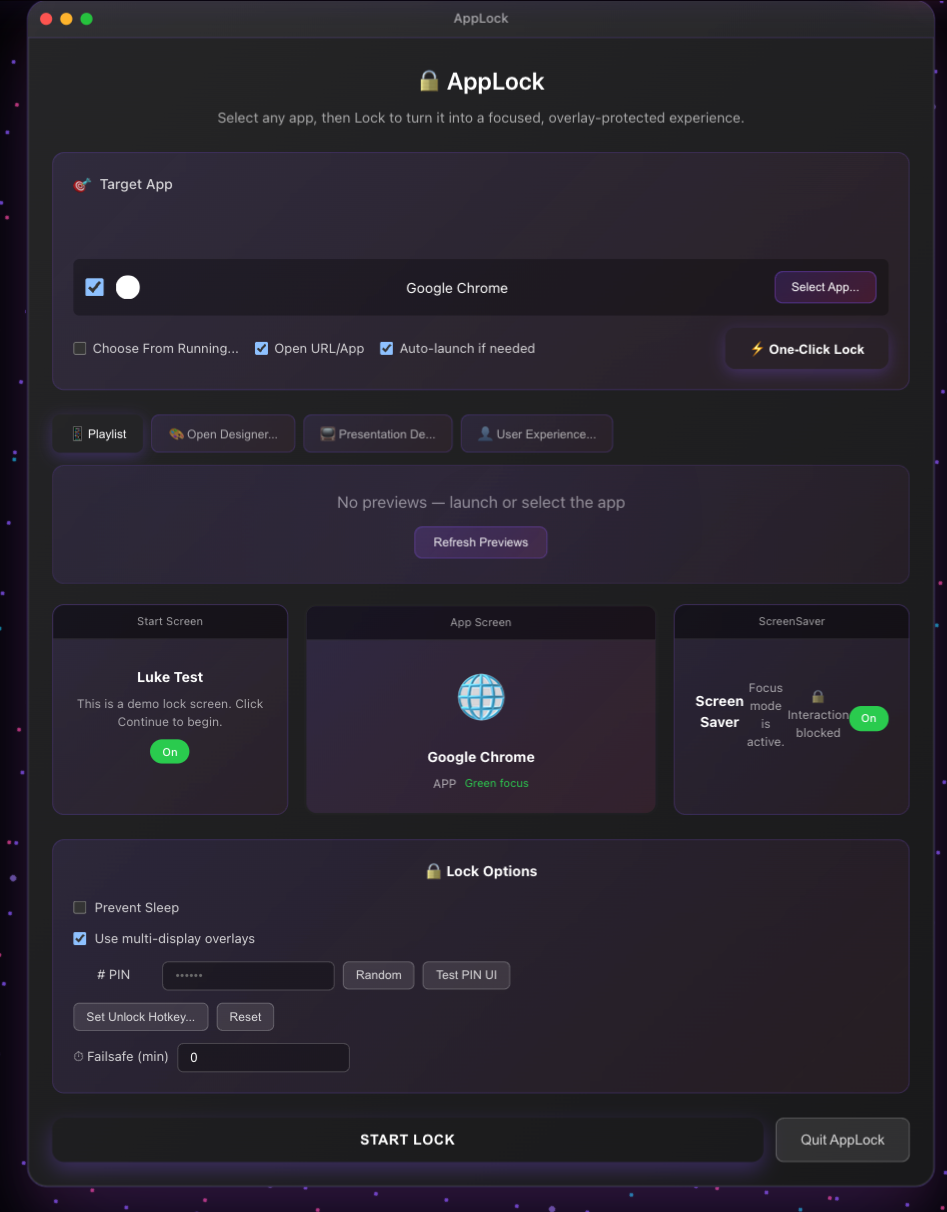 AppLock
AppLock
Select any app, then Lock to turn it into a focused, overlay-protected experience.
Target App
Google Chrome
Select App...
Choose From Running...
Open URL/App
Auto-launch if needed
One-Click Lock
Playlist
Open Designer...
Presentation De...
User Experience...
No previews — launch or select the app
Refresh Previews
Start Screen
Luke Test
This is a demo lock screen. Click
Continue to begin.
On
App Screen
Google Chrome
APP Green focus
ScreenSaver
Screen
Saver
Focus
mode
is
active.
Interaction
blocked
On
Lock Options
Prevent Sleep
Use multi-display overlays
# PIN
Random
Test PIN UI
Set Unlock Hotkey...
Reset
Failsafe (min)
0
START LOCK
Quit AppLock